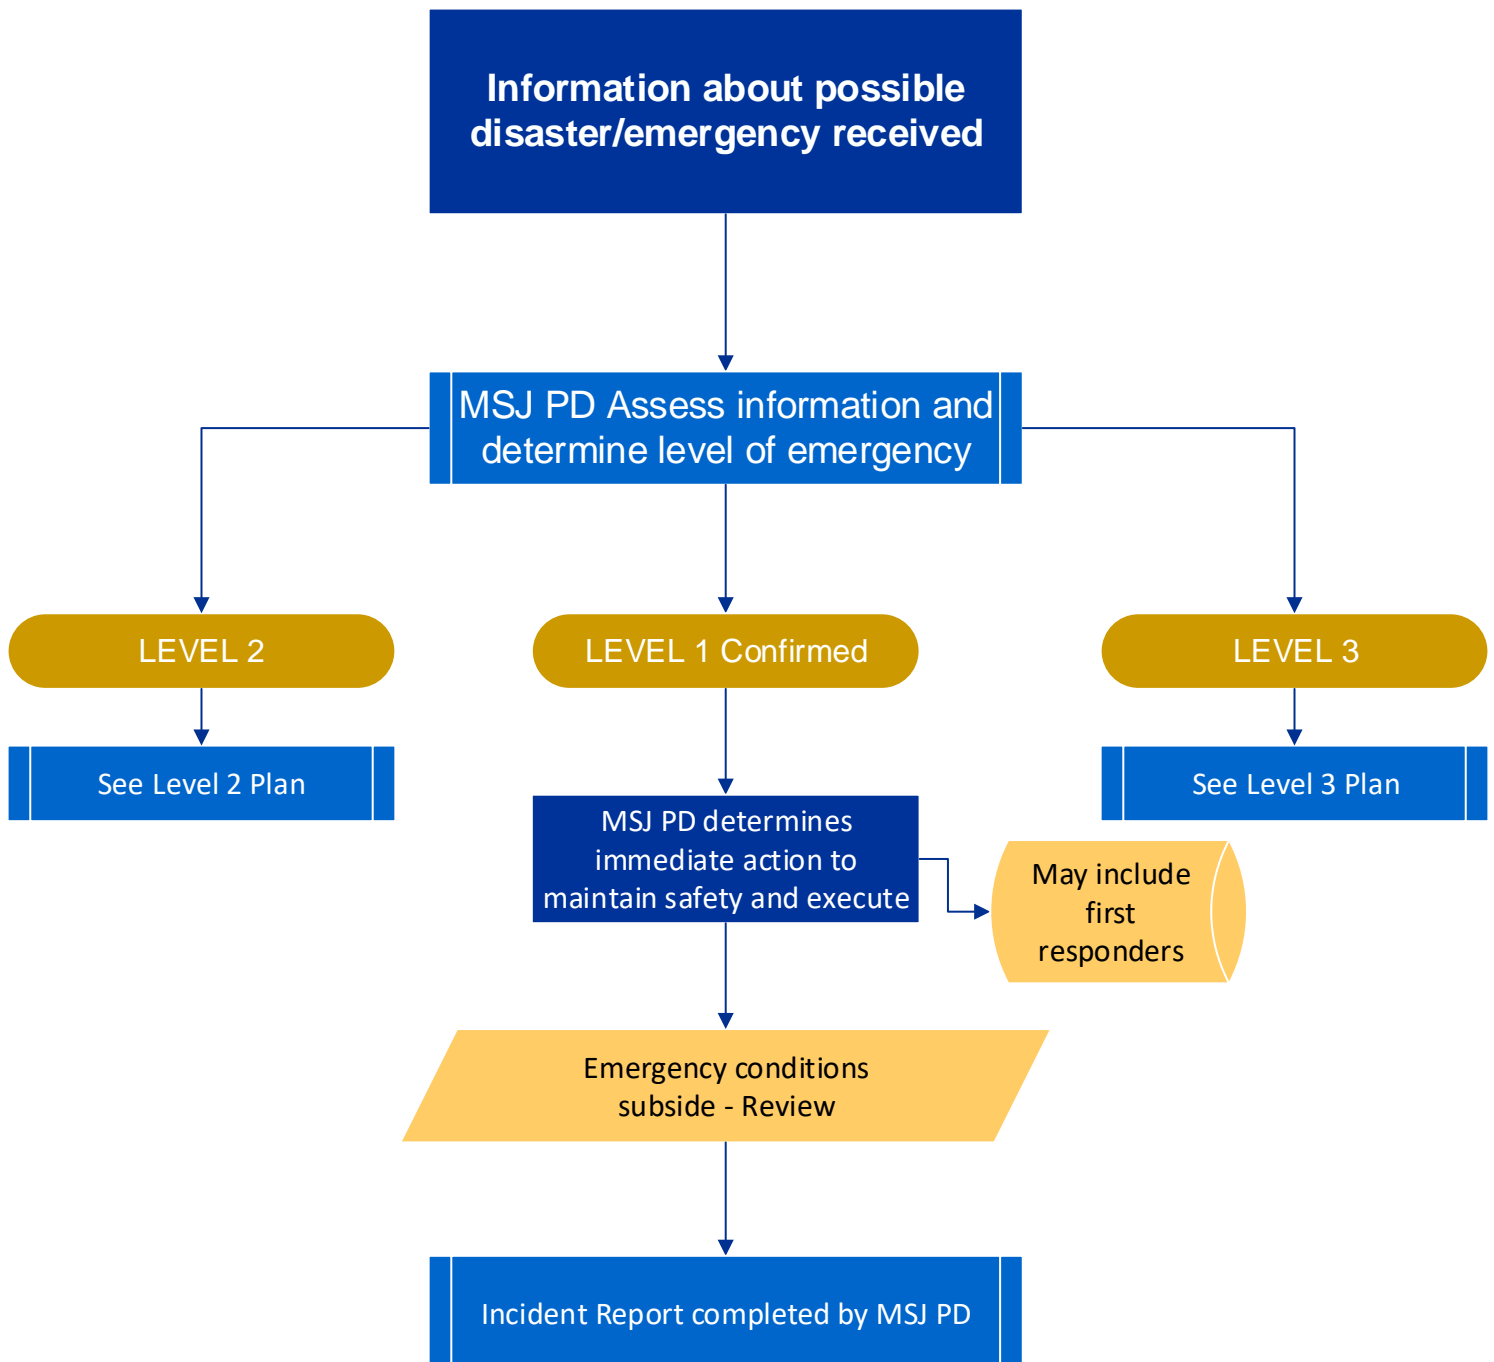 Information about possible
disaster/emergency received
MSJ PD Assess information and
determine level of emergency
LEVEL 2
LEVEL 1 Confirmed
LEVEL 3
See Level 2 Plan
See Level 3 Plan
MSJ PD determines
immediate action to
maintain safety and execute
May include
first
responders
Emergency conditions
subside - Review
Incident Report completed by MSJ PD